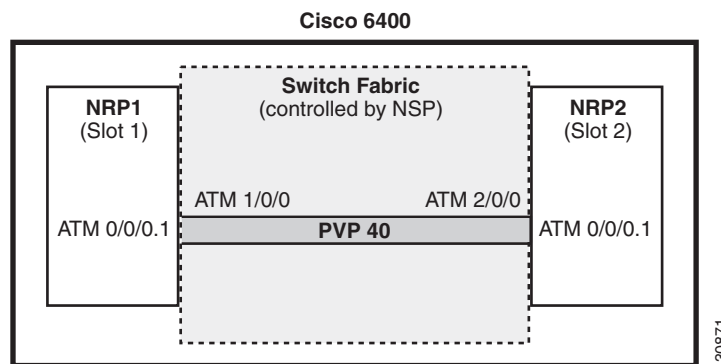 Cisco 6400
Switch Fabric
(controlled by NSP)
NRP1
(Slot 1)
NRP2
(Slot 2)
ATM 1/0/0
ATM 2/0/0
ATM 0/0/0.1
PVP 40
ATM 0/0/0.1